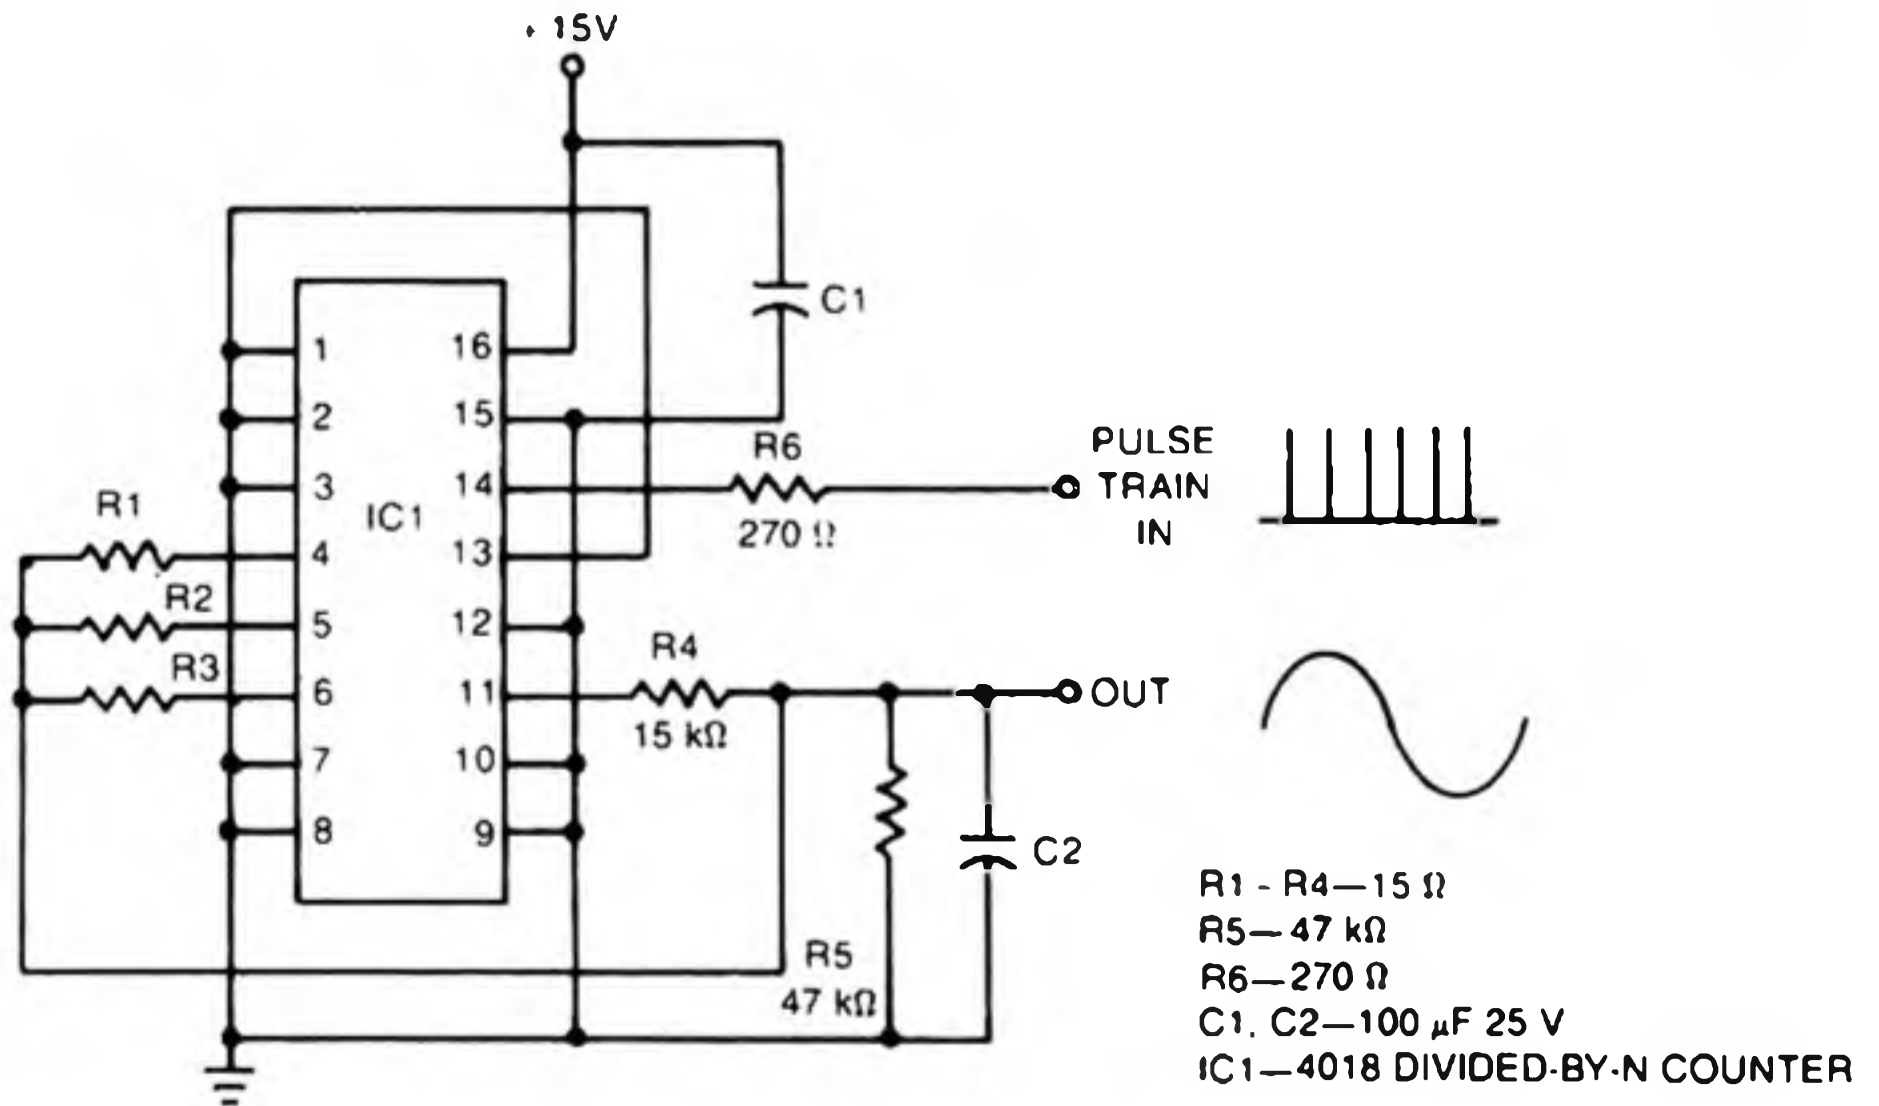 + 15V
C1
1
16
2
15
R6
PULSE
3
14
TRAIN
R1
IC1
270 Ω
IN
4
13
R2
5
12
R4
R3
6
11
OUT
15 kΩ
7
10
8
9
C2
R1 - R4—15 Ω
R5—47 kΩ
R5
R6—270 Ω
47 kΩ
C1, C2—100 µF 25 V
IC1—4018 DIVIDED-BY-N COUNTER